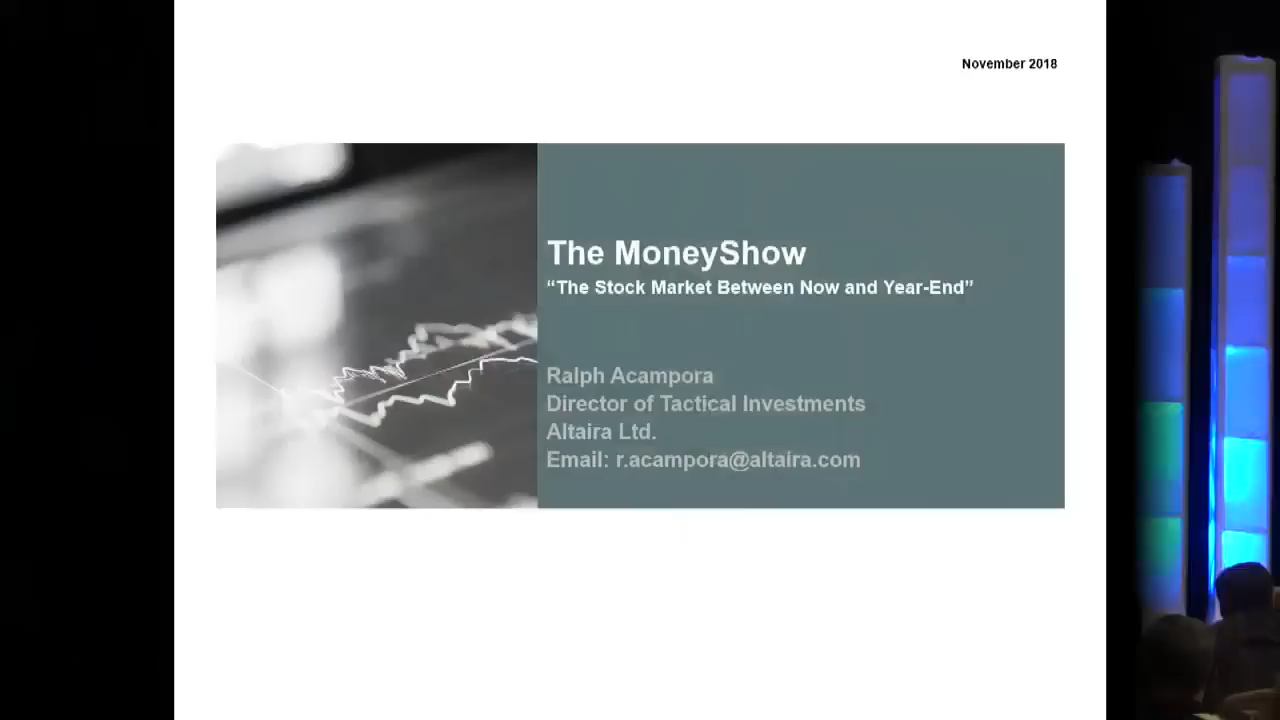 November 2018
The MoneyShow
“The Stock Market Between Now and Year-End”
Ralph Acampora
Director of Tactical Investments
Altaira Ltd.
Email: r.acampora@altaira.com